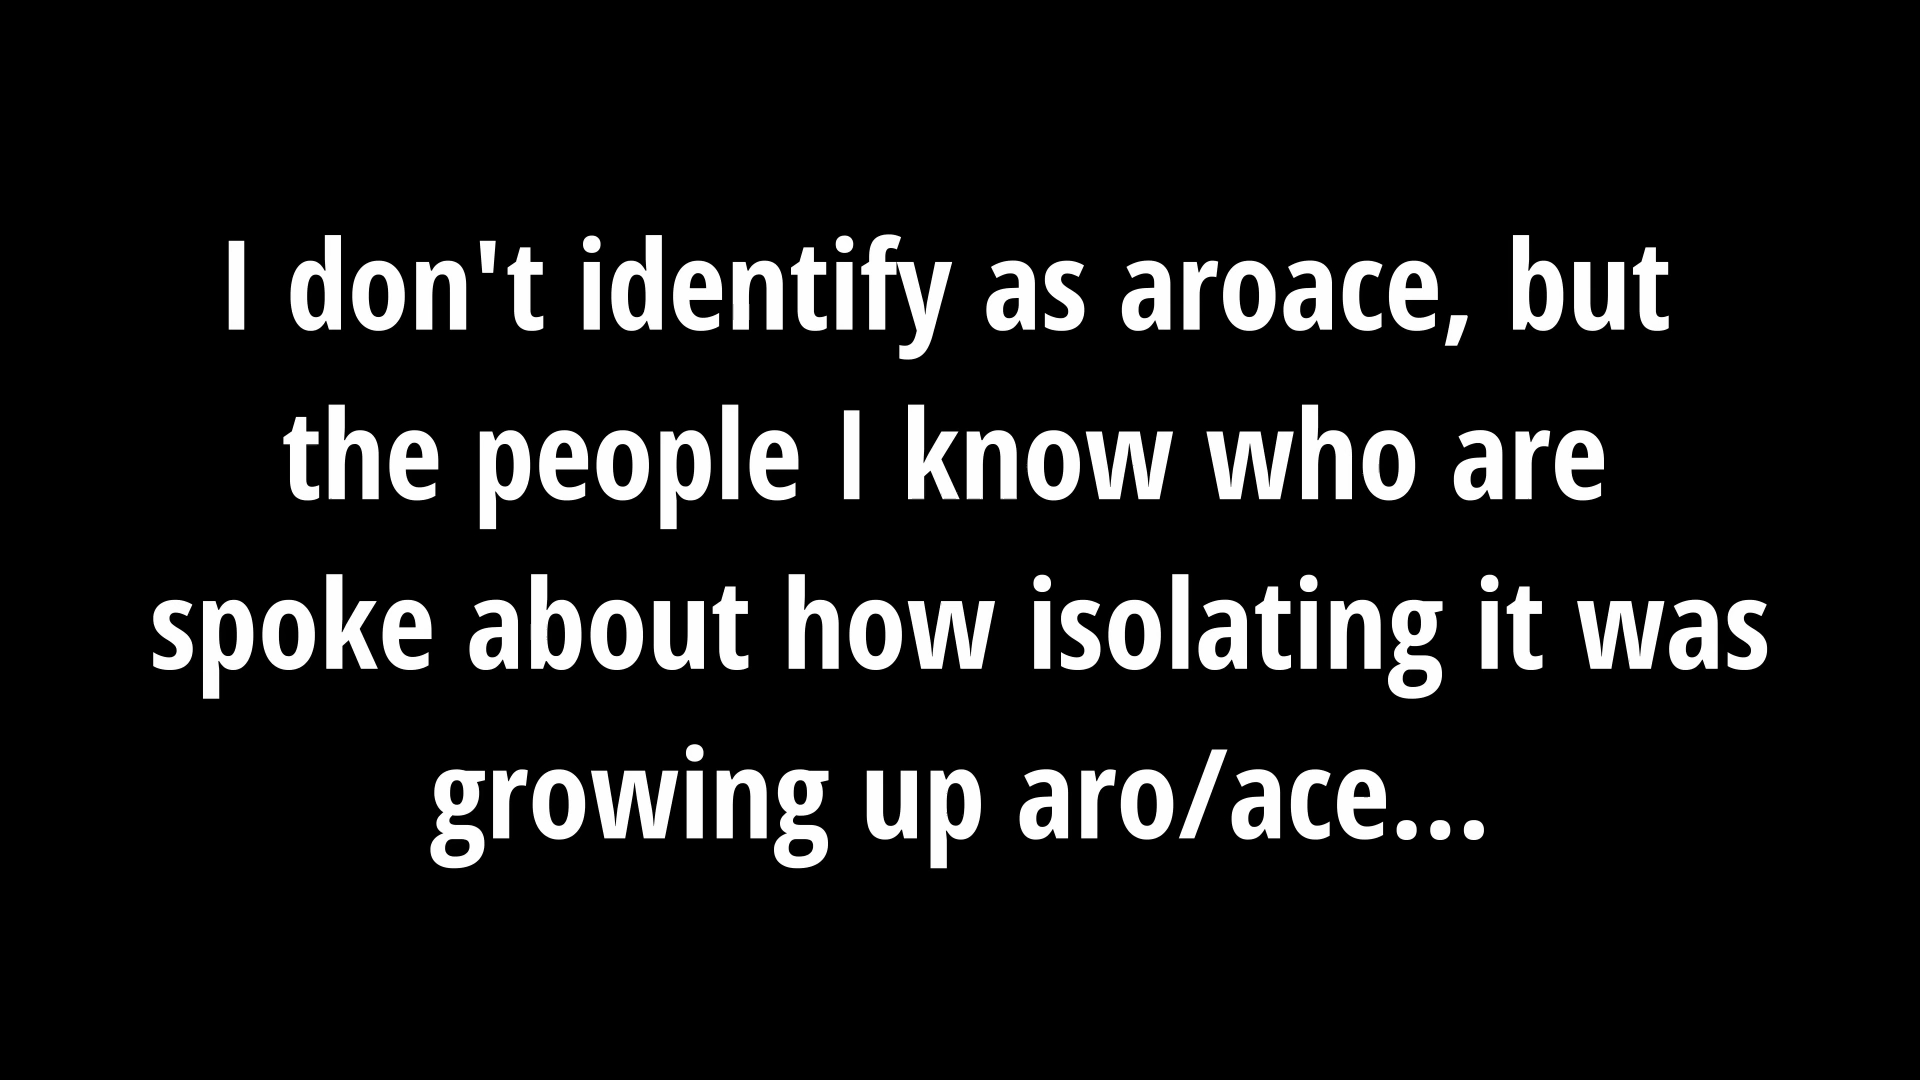 I don't identify as aroace, but
the people I know who are
spoke about how isolating it was
growing up aro/ace...